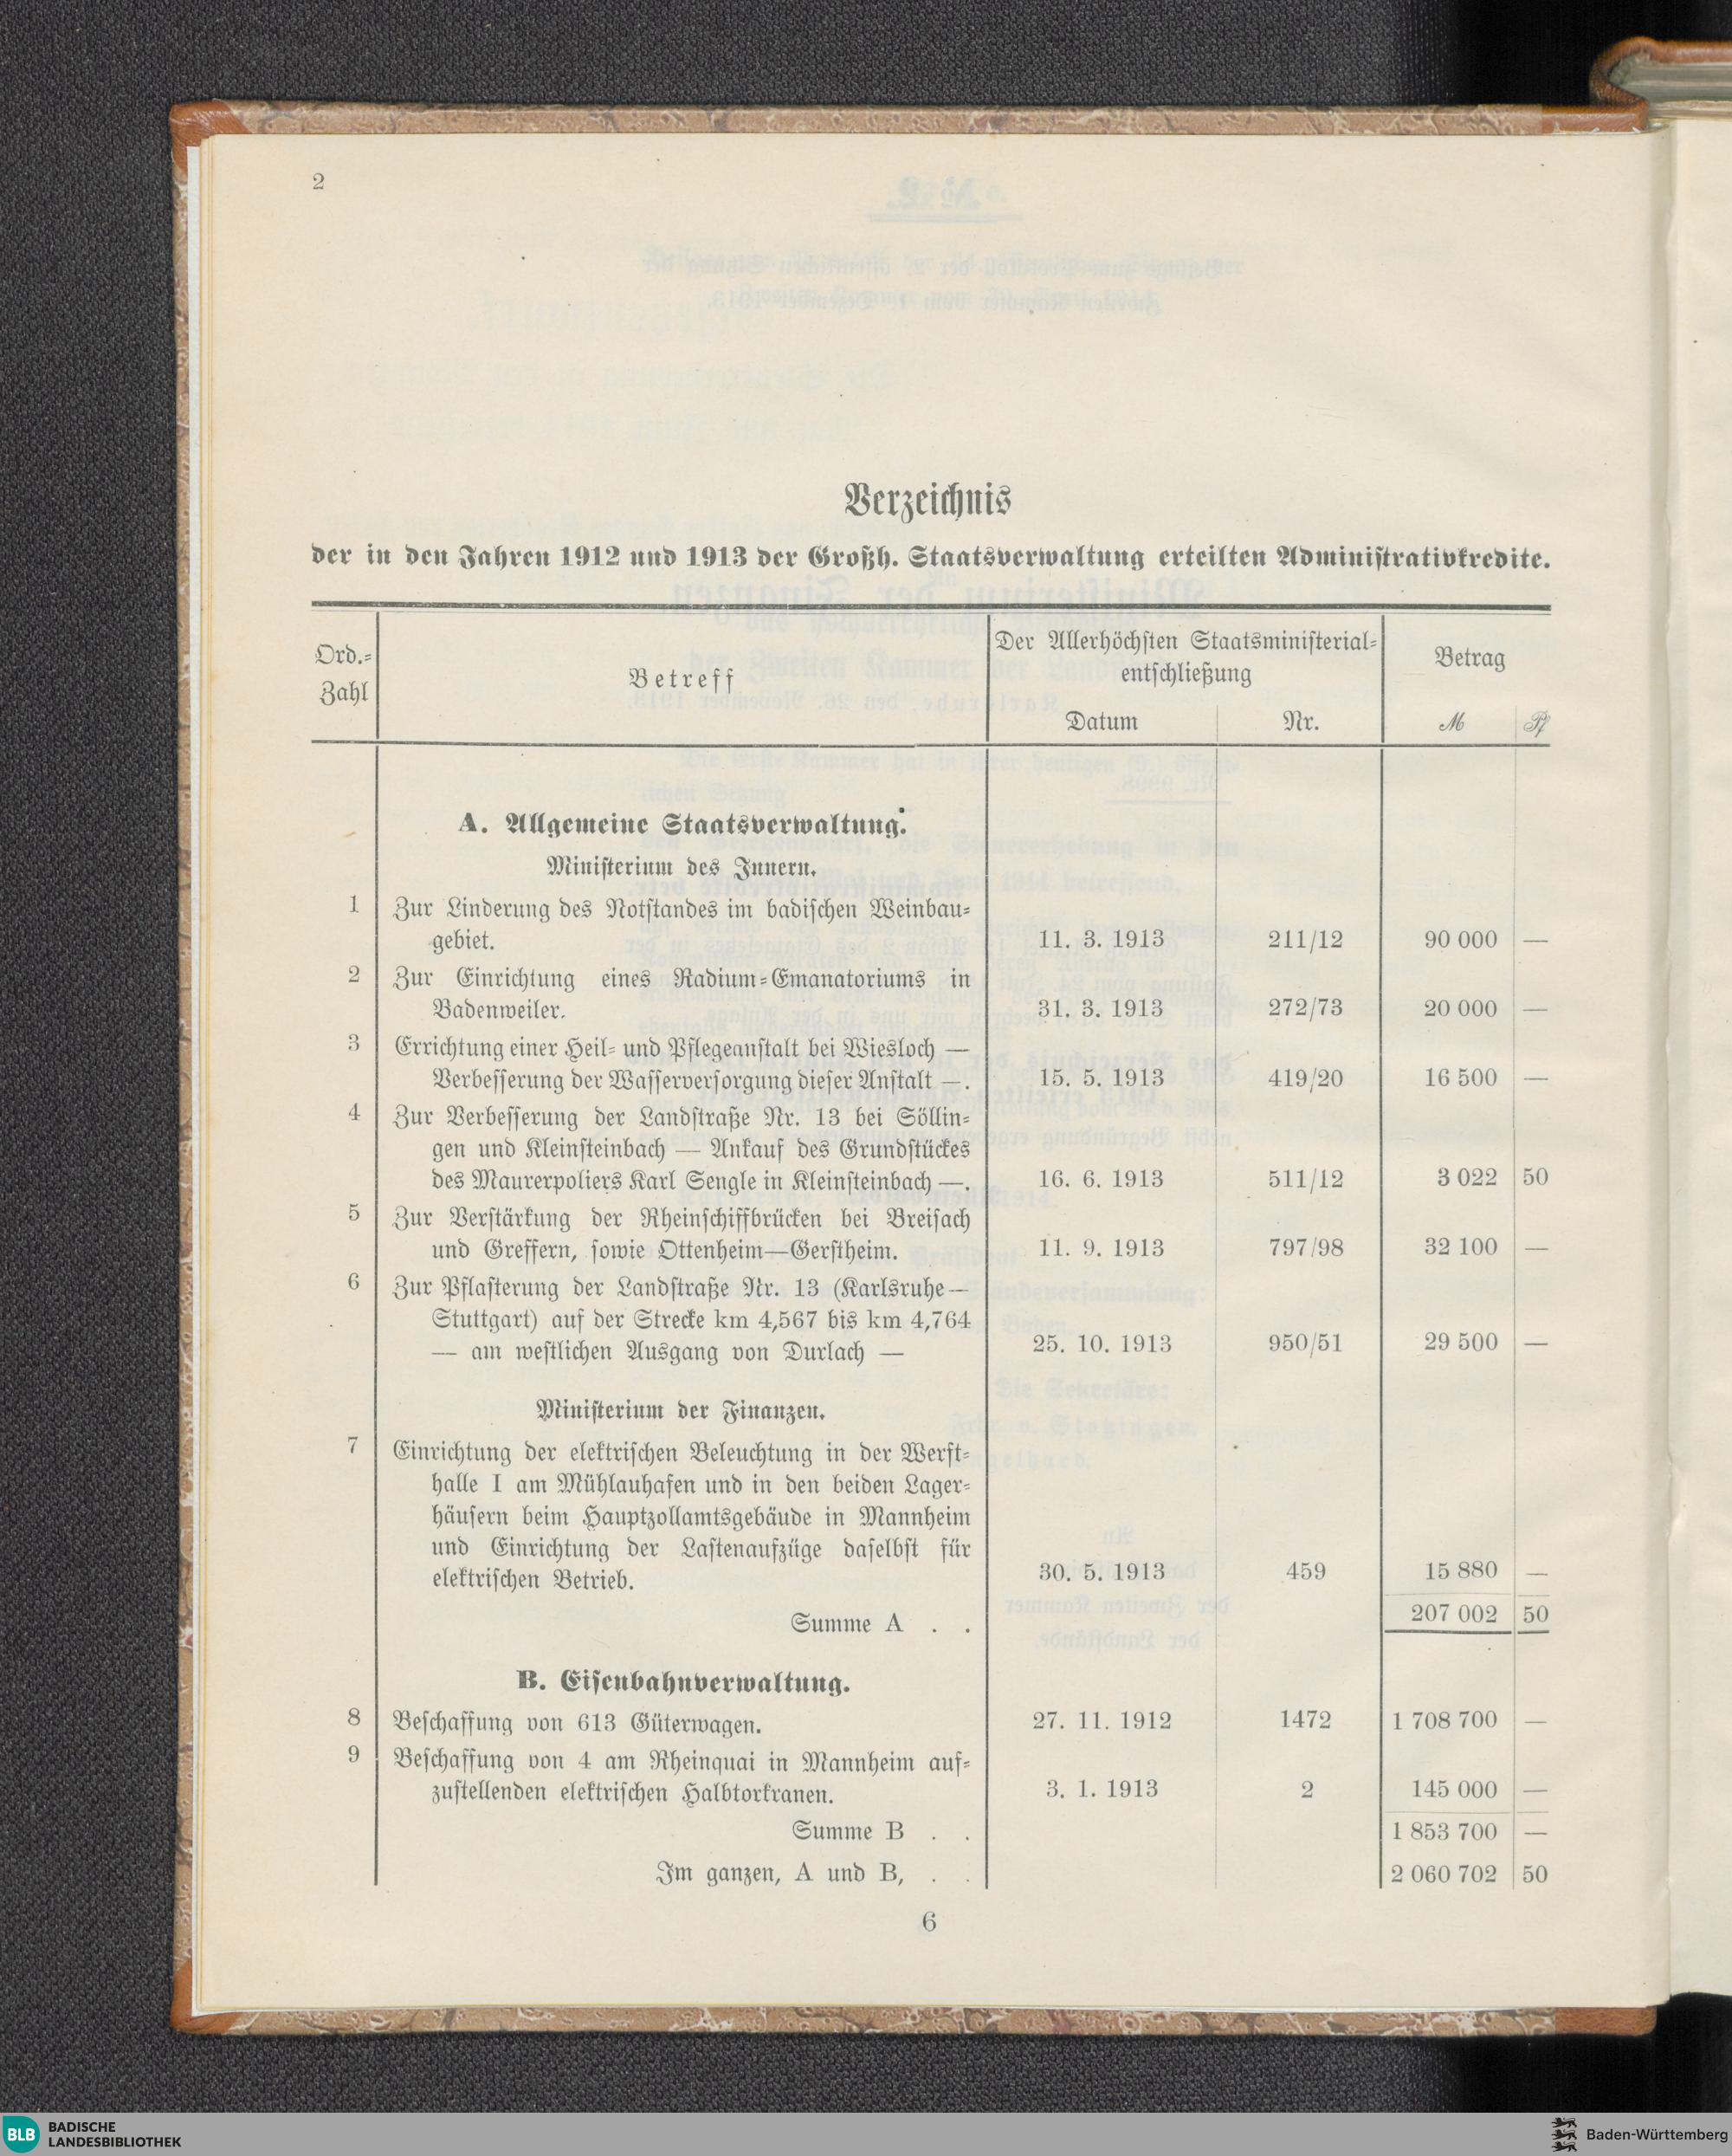 2
Verzeichnis
der in den Jahren 1912 und 1913 der Großh. Staatsverwaltung erteilten Administrativkredite.
Ord.-
Zahl
Betreff
Der Allerhöchsten Staatsministerial-
entschließung
Datum
Nr.
Betrag
M
Pf
A. Allgemeine Staatsverwaltung.
Ministerium des Innern.
1 Zur Linderung des Notstandes im badischen Weinbau-
gebiet. 11. 3. 1913 211/12 90 000 —
2 Zur Einrichtung eines Radium-Emanatoriums in
Badenweiler. 31. 3. 1913 272/73 20 000 —
3 Errichtung einer Heil- und Pflegeanstalt bei Wiesloch —
Verbesserung der Wasserversorgung dieser Anstalt —. 15. 5. 1913 419/20 16 500 —
4 Zur Verbesserung der Landstraße Nr. 13 bei Söllin-
gen und Kleinsteinbach — Ankauf des Grundstückes
des Maurerpoliers Karl Sengle in Kleinsteinbach —. 16. 6. 1913 511/12 3 022 50
5 Zur Verstärkung der Rheinschiffbrücken bei Breisach
und Greffern, sowie Ottenheim—Gerstheim. 11. 9. 1913 797/98 32 100 —
6 Zur Pflasterung der Landstraße Nr. 13 (Karlsruhe—
Stuttgart) auf der Strecke km 4,567 bis km 4,764
— am westlichen Ausgang von Durlach — 25. 10. 1913 950/51 29 500 —
Ministerium der Finanzen.
7 Einrichtung der elektrischen Beleuchtung in der Werft-
halle I am Mühlauhafen und in den beiden Lager-
häusern beim Hauptzollamtsgebäude in Mannheim
und Einrichtung der Lastenaufzüge daselbst für
elektrischen Betrieb. 30. 5. 1913 459 15 880 —
Summe A . . 207 002 50
B. Eisenbahnverwaltung.
8 Beschaffung von 613 Güterwagen. 27. 11. 1912 1472 1 708 700 —
9 Beschaffung von 4 am Rheinquai in Mannheim auf-
zustellenden elektrischen Halbtorkranen. 3. 1. 1913 2 145 000 —
Summe B . . 1 853 700 —
Im ganzen, A und B, . . 2 060 702 50
6
BLB BADISCHE
LANDESBIBLIOTHEK
Baden-Württemberg